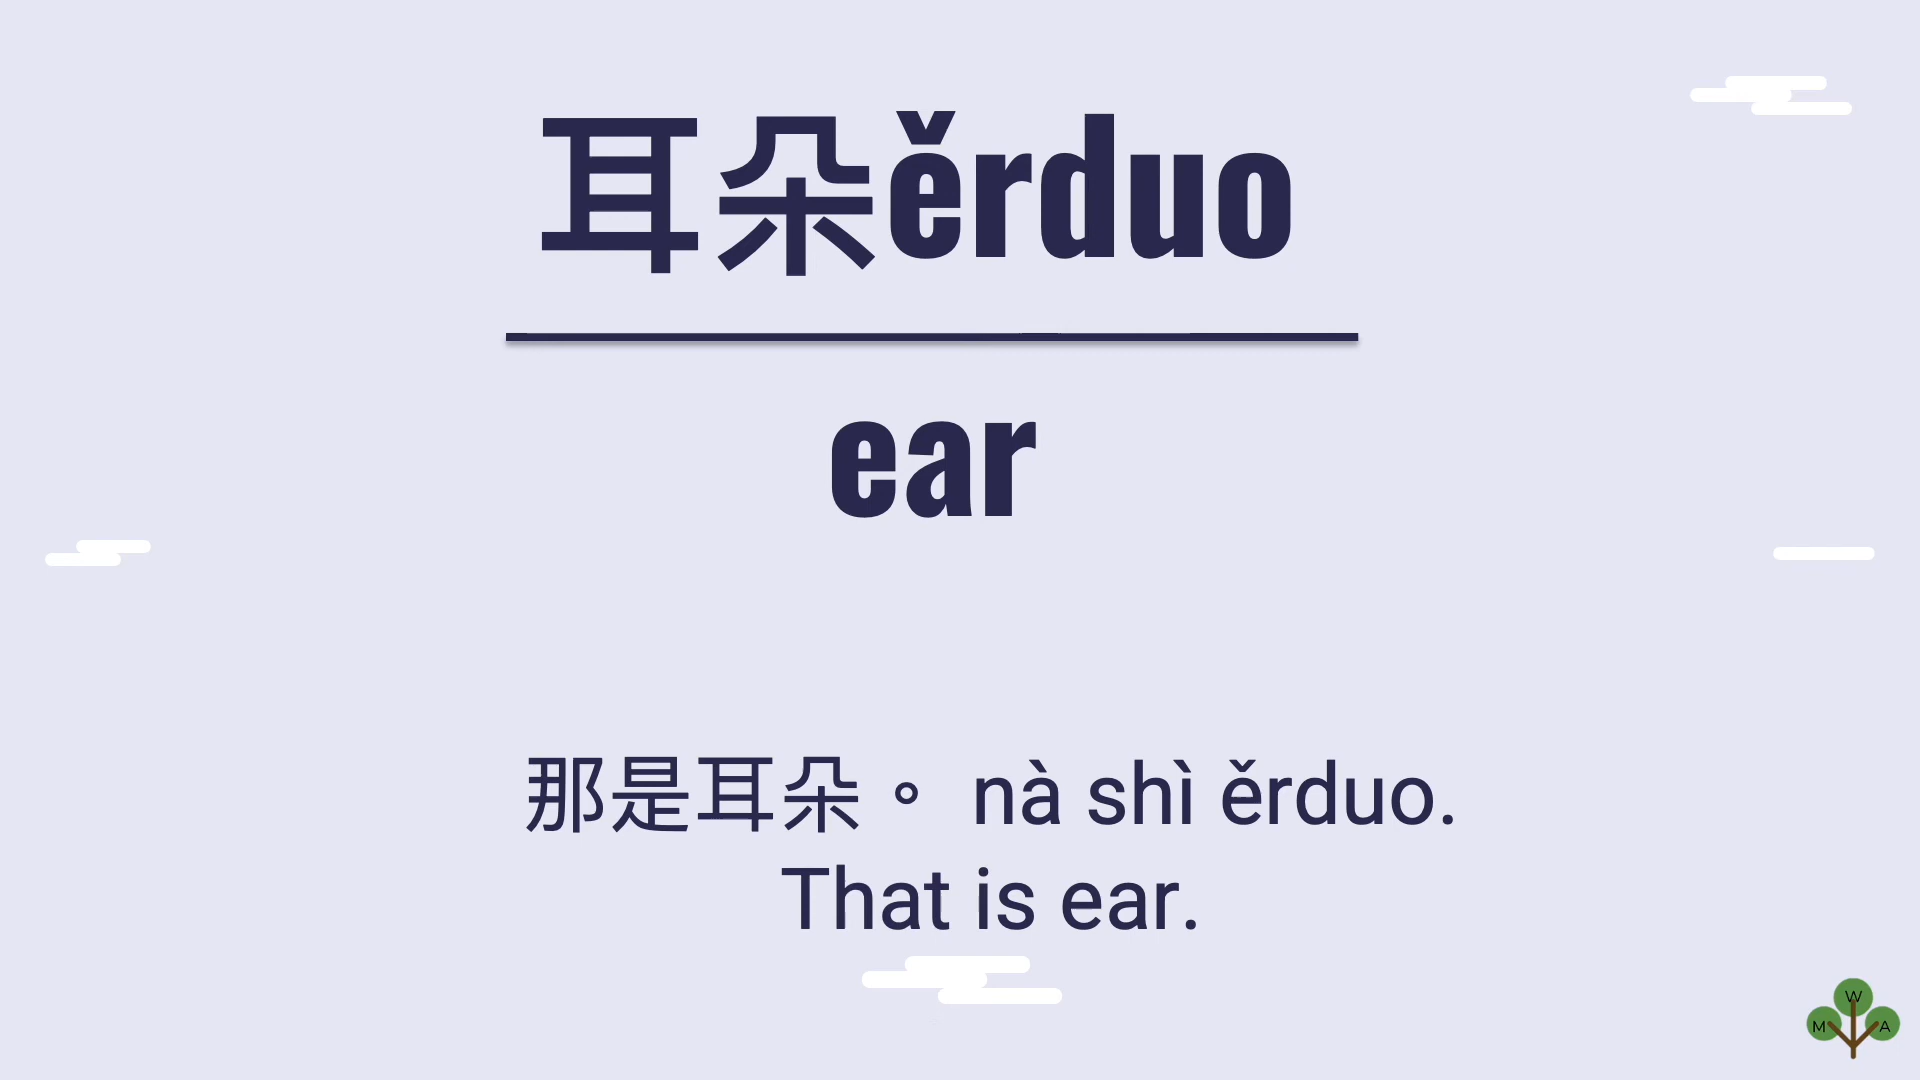 耳朵ěrduo
ear
那是耳朵。 nà shì ěrduo.
That is ear.
M W A